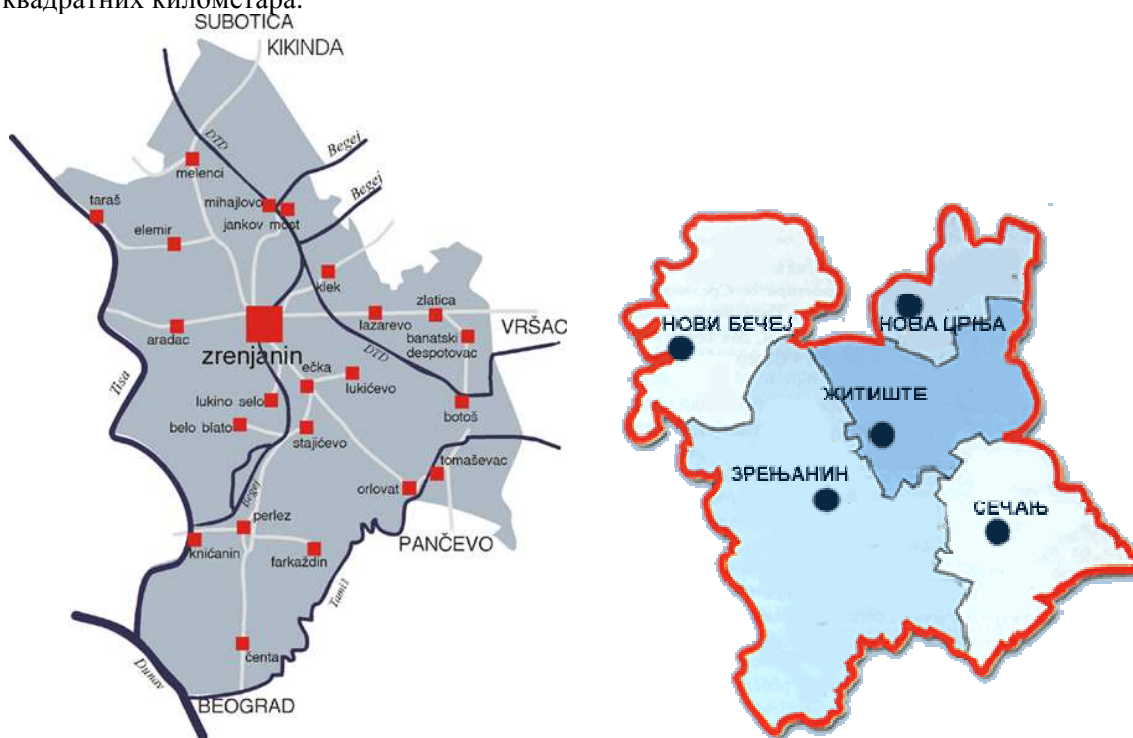 квадратних километара.
SUBOTICA
KIKINDA
DTD
Begej
melenci
Begej
taraš
mihajlovo
elemir
jankov most
klek
zlatica
lazarevo
VRŠAC
aradac
banatski
despotovac
zrenjanin
DTD
ečka
Tisa
lukićevo
lukino selo
botoš
belo blato
stajićevo
tomaševac
orlovat
Begej
perlez
PANČEVO
knićanin
farkaždin
Tamiš
čenta
Dunav
BEOGRAD
НОВИ БЕЧЕЈ
НОВА ЦРЊА
ЖИТИШТЕ
ЗРЕЊАНИН
СЕЧАЊ